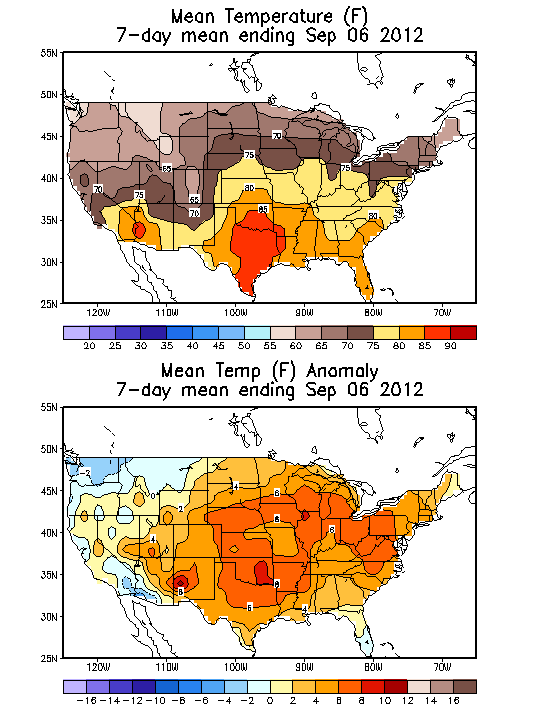 Mean Temperature (F)
7-day mean ending Sep 06 2012
55N
50N
45N
70
75
75
65
40N
65
75
70
80
35N
70
85
80
30N
25N
120W 110W 100W 90W 80W 70W
20 25 30 35 40 45 50 55 60 65 70 75 80 85 90
Mean Temp (F) Anomaly
7-day mean ending Sep 06 2012
55N
50N
-2
45N
0
4
6
2
40N
6
6
4
35N
8
8
30N
6
4
25N
120W 110W 100W 90W 80W 70W
-16 -14 -12 -10 -8 -6 -4 -2 0 2 4 6 8 10 12 14 16